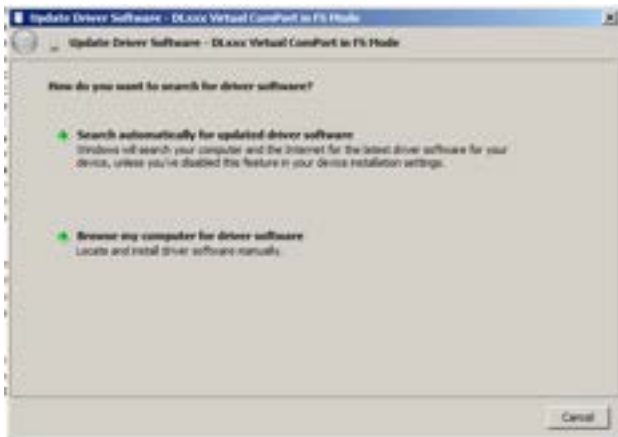 Update Driver Software - DLxxx Virtual ComPort in FS Mode
Update Driver Software - DLxxx Virtual ComPort in FS Mode
How do you want to search for driver software?
Search automatically for updated driver software
Windows will search your computer and the Internet for the latest driver software for your
device, unless you've disabled this feature in your device installation settings.
Browse my computer for driver software
Locate and install driver software manually.
Cancel